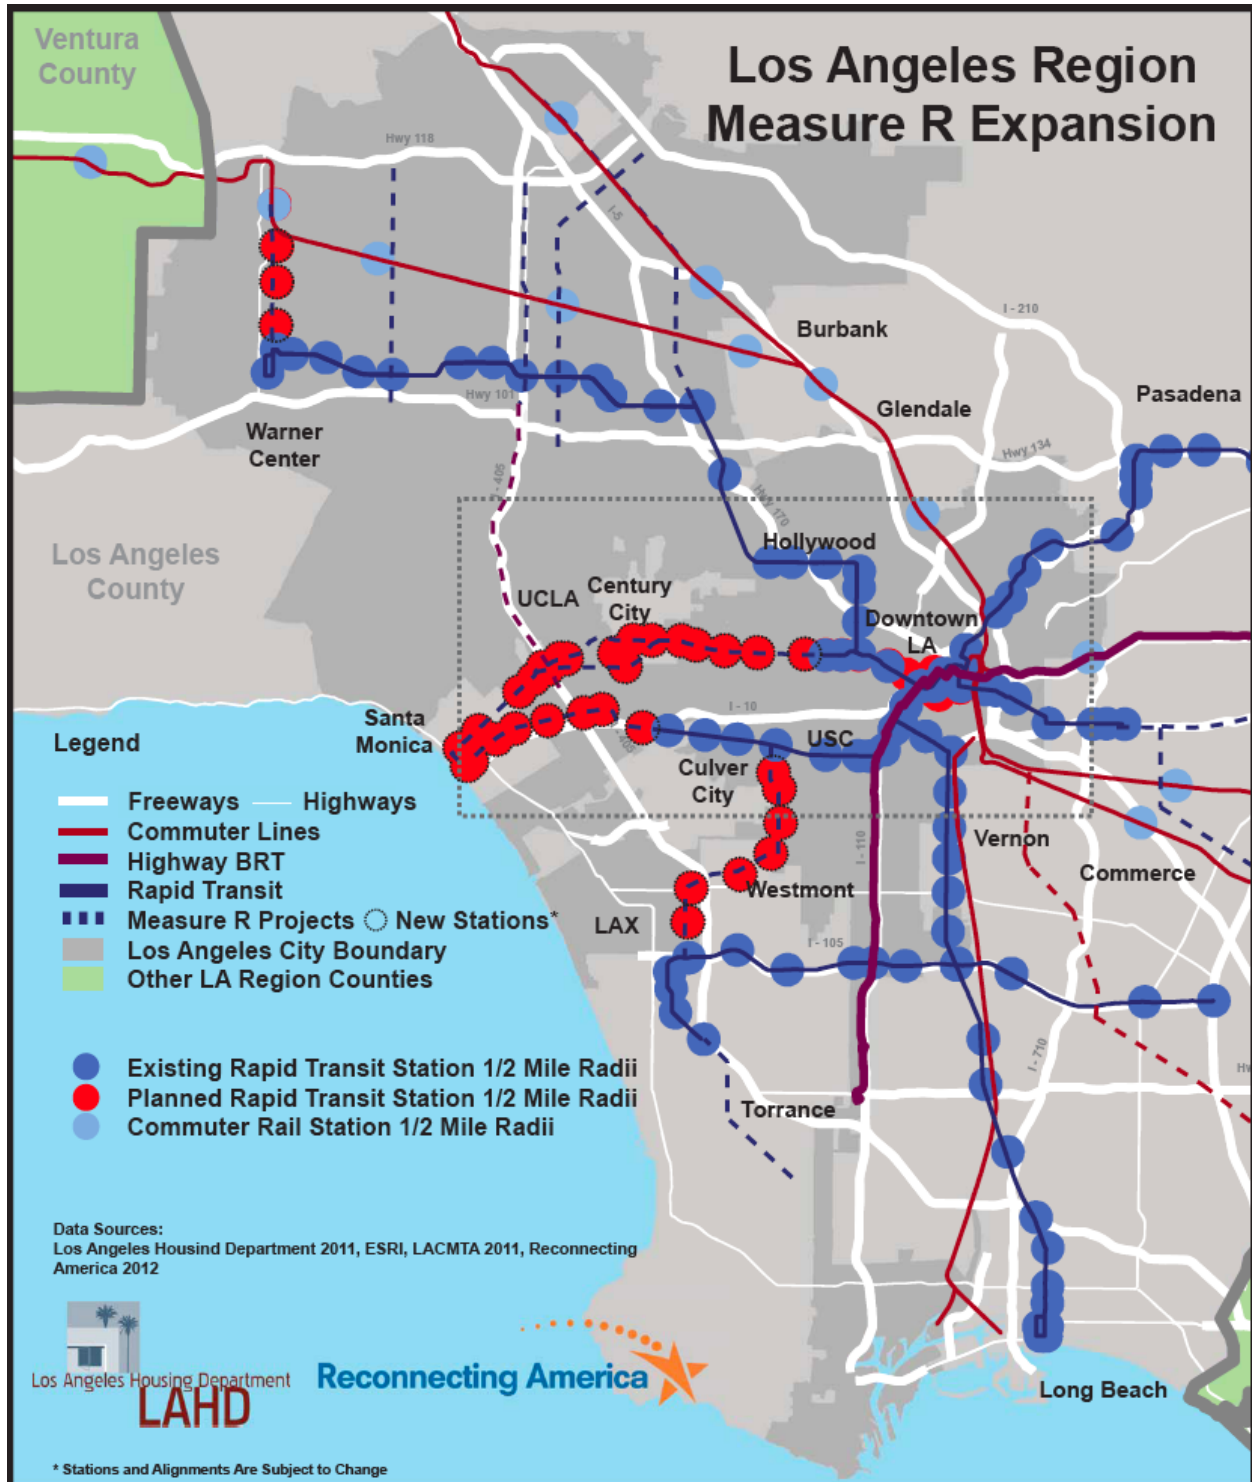 Ventura
County
Los Angeles Region
Measure R Expansion
Hwy 118
I-5
I - 210
Burbank
Pasadena
Hwy 101
Glendale
Warner
Center
Hwy 134
I - 405
Hwy 170
Los Angeles
County
Hollywood
UCLA
Century
City
Downtown
LA
Santa
Monica
I - 10
I - 405
USC
Culver
City
Legend
Freeways
Highways
Commuter Lines
Highway BRT
Rapid Transit
Measure R Projects
New Stations*
Los Angeles City Boundary
Other LA Region Counties
I - 110
Vernon
Commerce
Westmont
LAX
I - 105
I - 710
Existing Rapid Transit Station 1/2 Mile Radii
Planned Rapid Transit Station 1/2 Mile Radii
Commuter Rail Station 1/2 Mile Radii
Torrance
Data Sources:
Los Angeles Housind Department 2011, ESRI, LACMTA 2011, Reconnecting
America 2012
Los Angeles Housing Department
LAHD
Reconnecting America
Long Beach
* Stations and Alignments Are Subject to Change